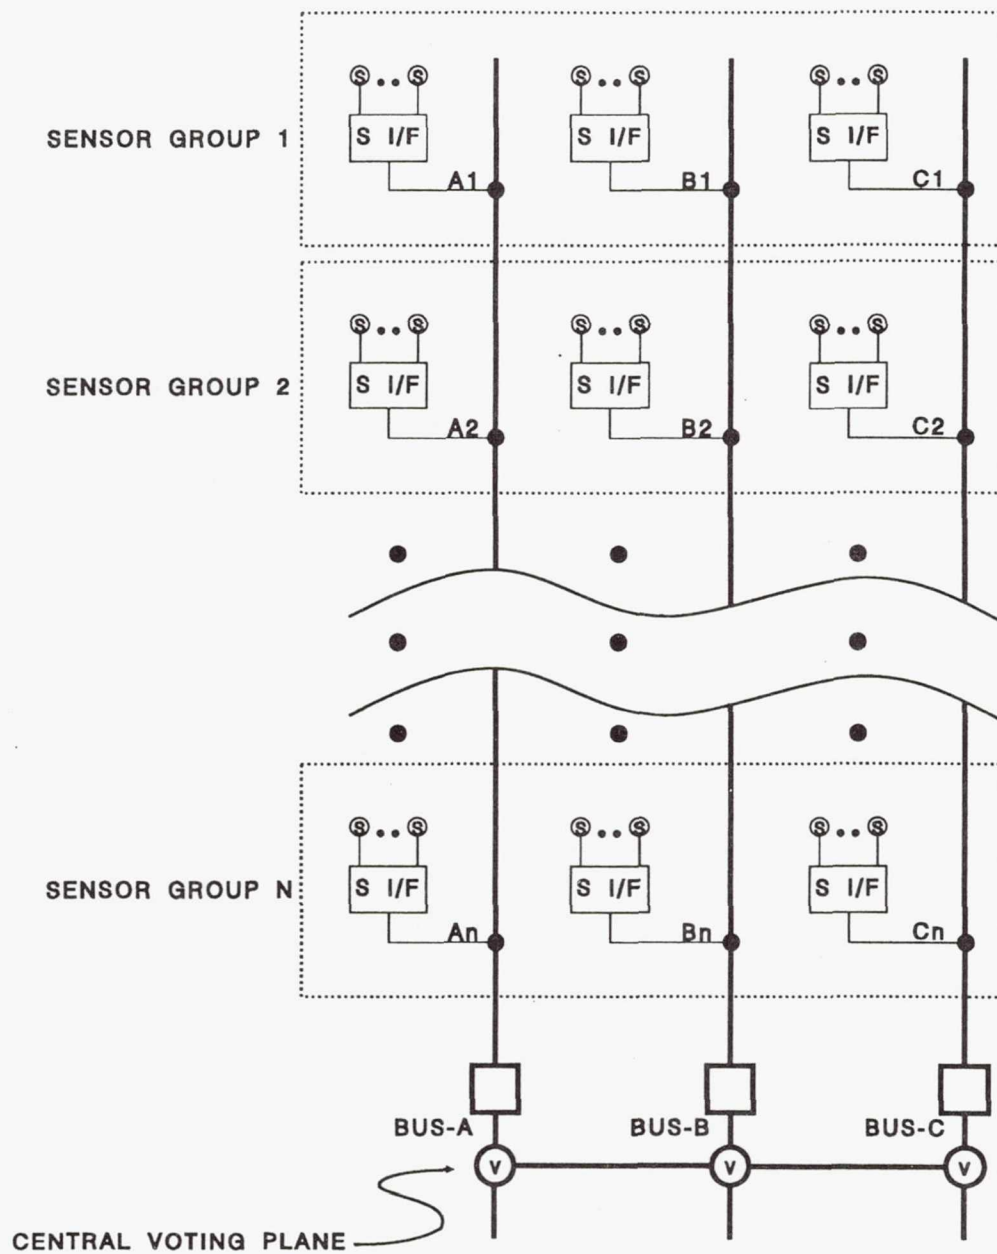 S S S S S S
SENSOR GROUP 1 S I/F S I/F S I/F
A1 B1 C1
S S S S S S
SENSOR GROUP 2 S I/F S I/F S I/F
A2 B2 C2
S S S S S S
SENSOR GROUP N S I/F S I/F S I/F
An Bn Cn
BUS-A BUS-B BUS-C
V V V
CENTRAL VOTING PLANE